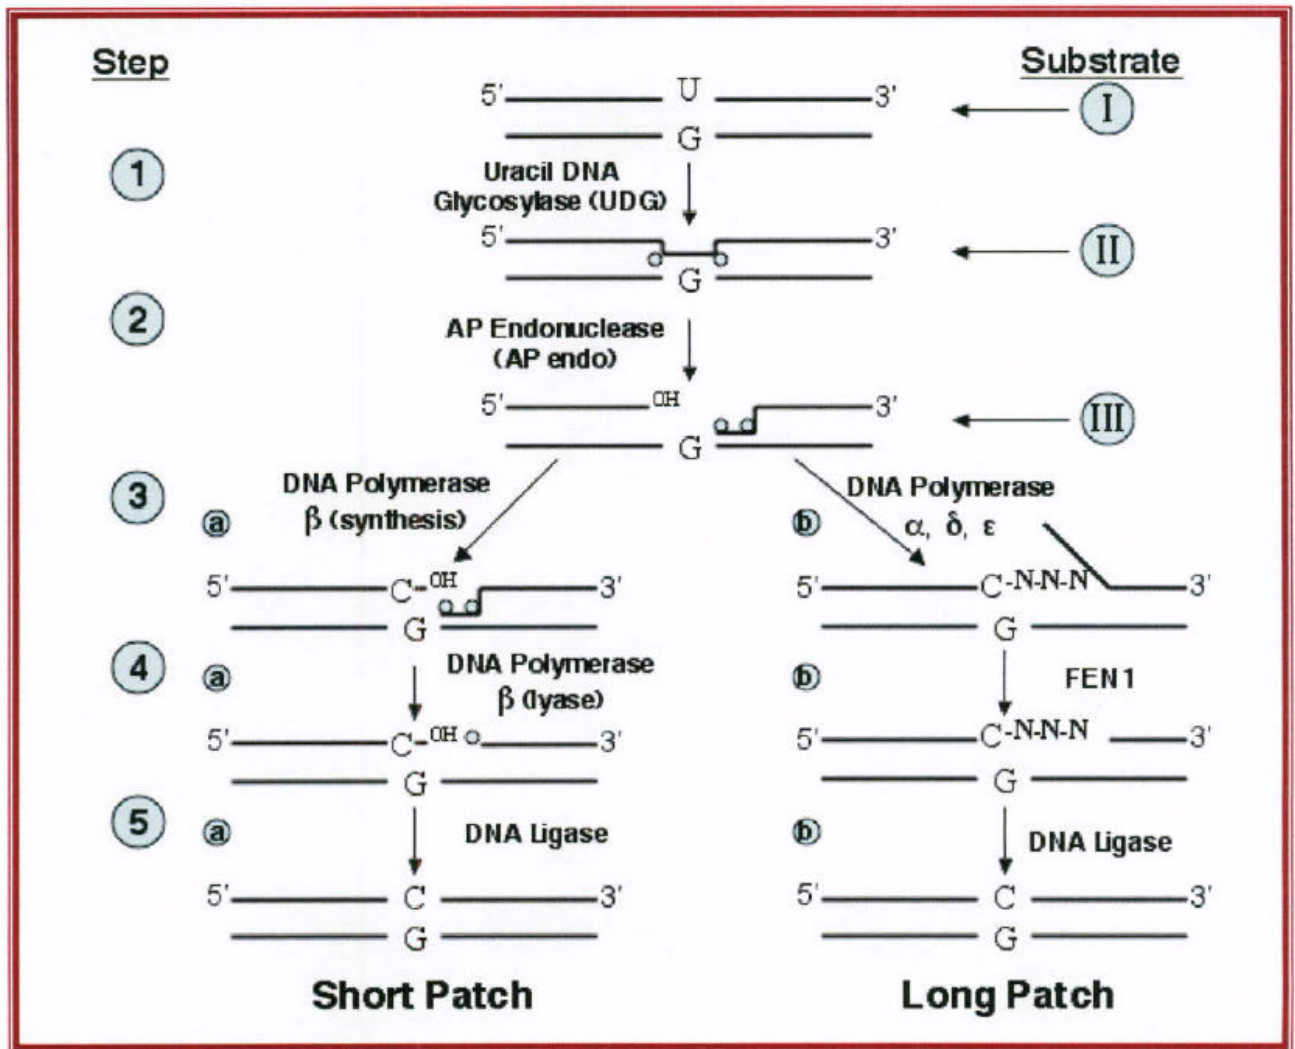 Step
Substrate
5' U 3'
I
G
1
Uracil DNA
Glycosylase (UDG)
5' 3'
II
G
2
AP Endonuclease
(AP endo)
5' OH 3'
III
G
3
DNA Polymerase
β (synthesis)
a
DNA Polymerase
α, δ, ε
b
5' C-OH 3'
G
5' C-N-N-N 3'
G
4
a
DNA Polymerase
β (lyase)
b
FEN1
5' C-OH 3'
G
5' C-N-N-N 3'
G
5
a
DNA Ligase
b
DNA Ligase
5' C 3'
G
5' C 3'
G
Short Patch
Long Patch